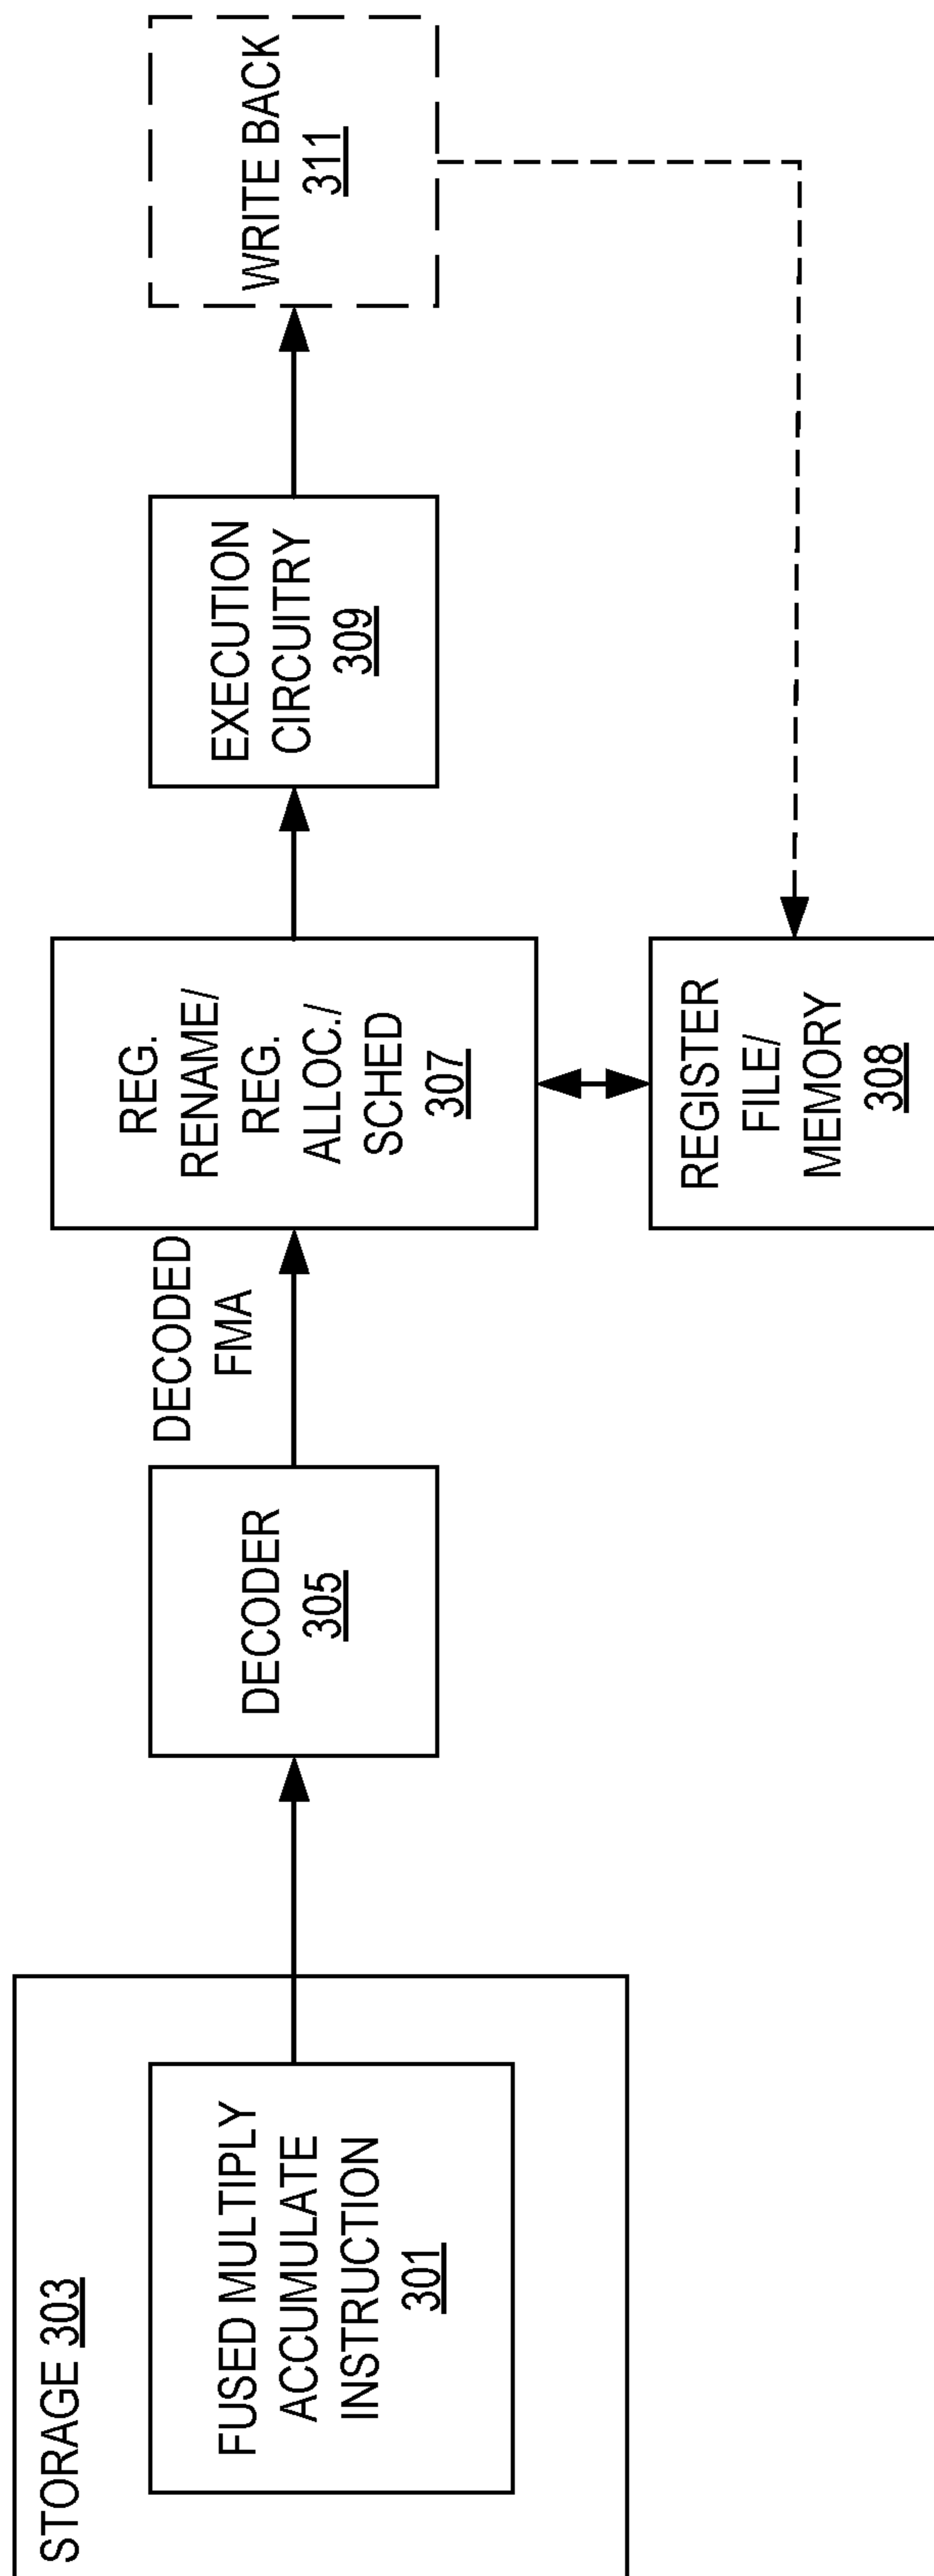 STORAGE 303
FUSED MULTIPLY
ACCUMULATE
INSTRUCTION
301
DECODER
305
DECODED
FMA
REG.
RENAME/
REG.
ALLOC./
SCHED
307
REGISTER
FILE/
MEMORY
308
EXECUTION
CIRCUITRY
309
WRITE BACK
311